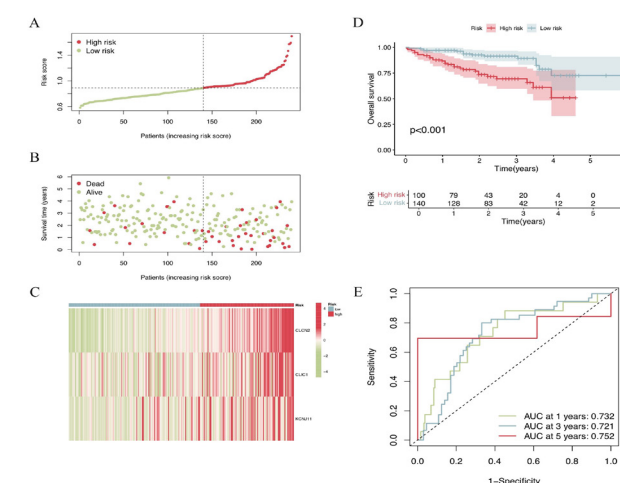 A
High risk
Low risk
Risk score
1.4
1.0
0.6
0 50 100 150 200
Patients (increasing risk score)
B
Dead
Alive
Survival time (years)
6
5
4
3
2
1
0
0 50 100 150 200
Patients (increasing risk score)
C
Risk
low
high
CLCN2
CLIC1
KCNJ11
4
2
0
−2
−4
D
Risk High risk Low risk
Overall survival
1.00
0.75
0.50
0.25
0.00
p<0.001
0 1 2 3 4 5
Time(years)
Risk
High risk 100 79 43 20 4 0
Low risk 140 128 83 42 12 2
0 1 2 3 4 5
Time(years)
E
Sensitivity
1.0
0.8
0.6
0.4
0.2
0.0
AUC at 1 years: 0.732
AUC at 3 years: 0.721
AUC at 5 years: 0.752
0.0 0.2 0.4 0.6 0.8 1.0
1−Specificity